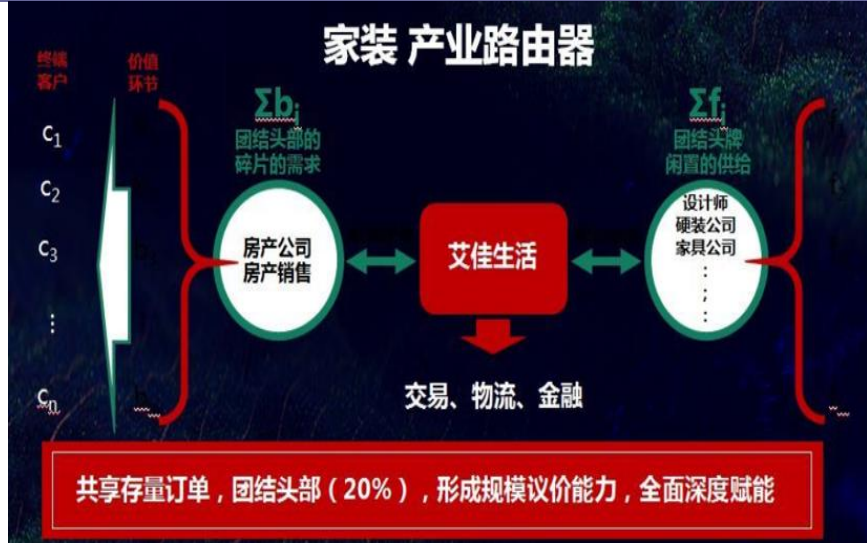 家装 产业路由器
终端
客户
价值
环节
C1
C2
C3
⋮
Cn
Σbj
团结头部的
碎片的需求
房产公司
房产销售
艾佳生活
交易、物流、金融
Σfj
团结头牌
闲置的供给
设计师
硬装公司
家具公司
：
；
：
共享存量订单，团结头部（20%），形成规模议价能力，全面深度赋能